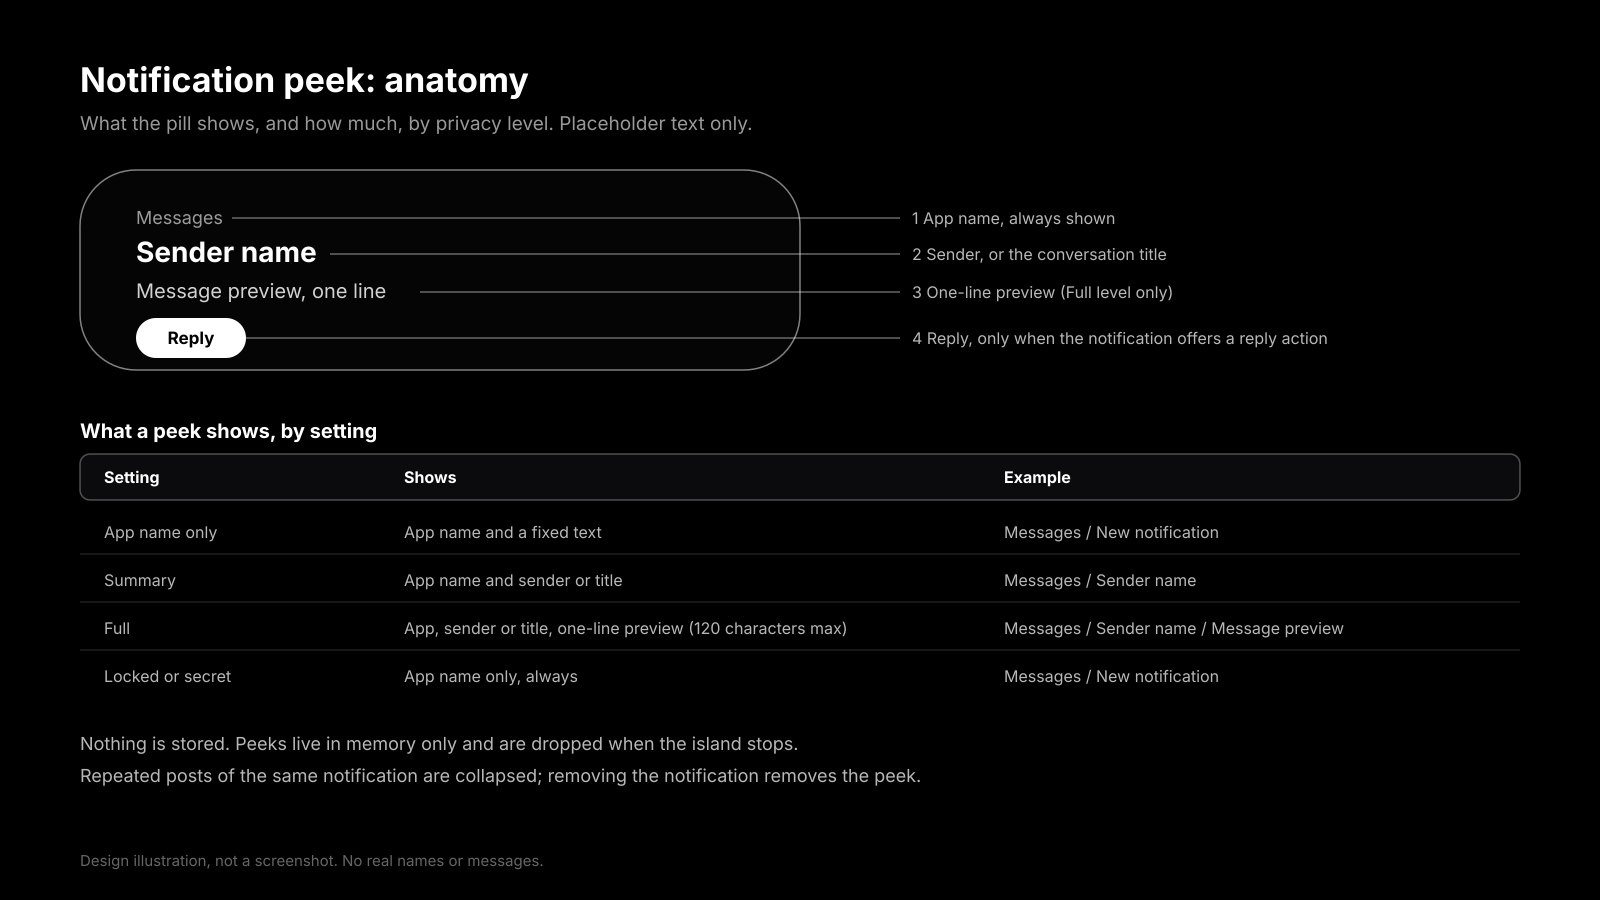 Notification peek: anatomy
What the pill shows, and how much, by privacy level. Placeholder text only.
Messages
1 App name, always shown
Sender name
2 Sender, or the conversation title
Message preview, one line
3 One-line preview (Full level only)
Reply
4 Reply, only when the notification offers a reply action
What a peek shows, by setting
Setting Shows Example
App name only App name and a fixed text Messages / New notification
Summary App name and sender or title Messages / Sender name
Full App, sender or title, one-line preview (120 characters max) Messages / Sender name / Message preview
Locked or secret App name only, always Messages / New notification
Nothing is stored. Peeks live in memory only and are dropped when the island stops.
Repeated posts of the same notification are collapsed; removing the notification removes the peek.
Design illustration, not a screenshot. No real names or messages.